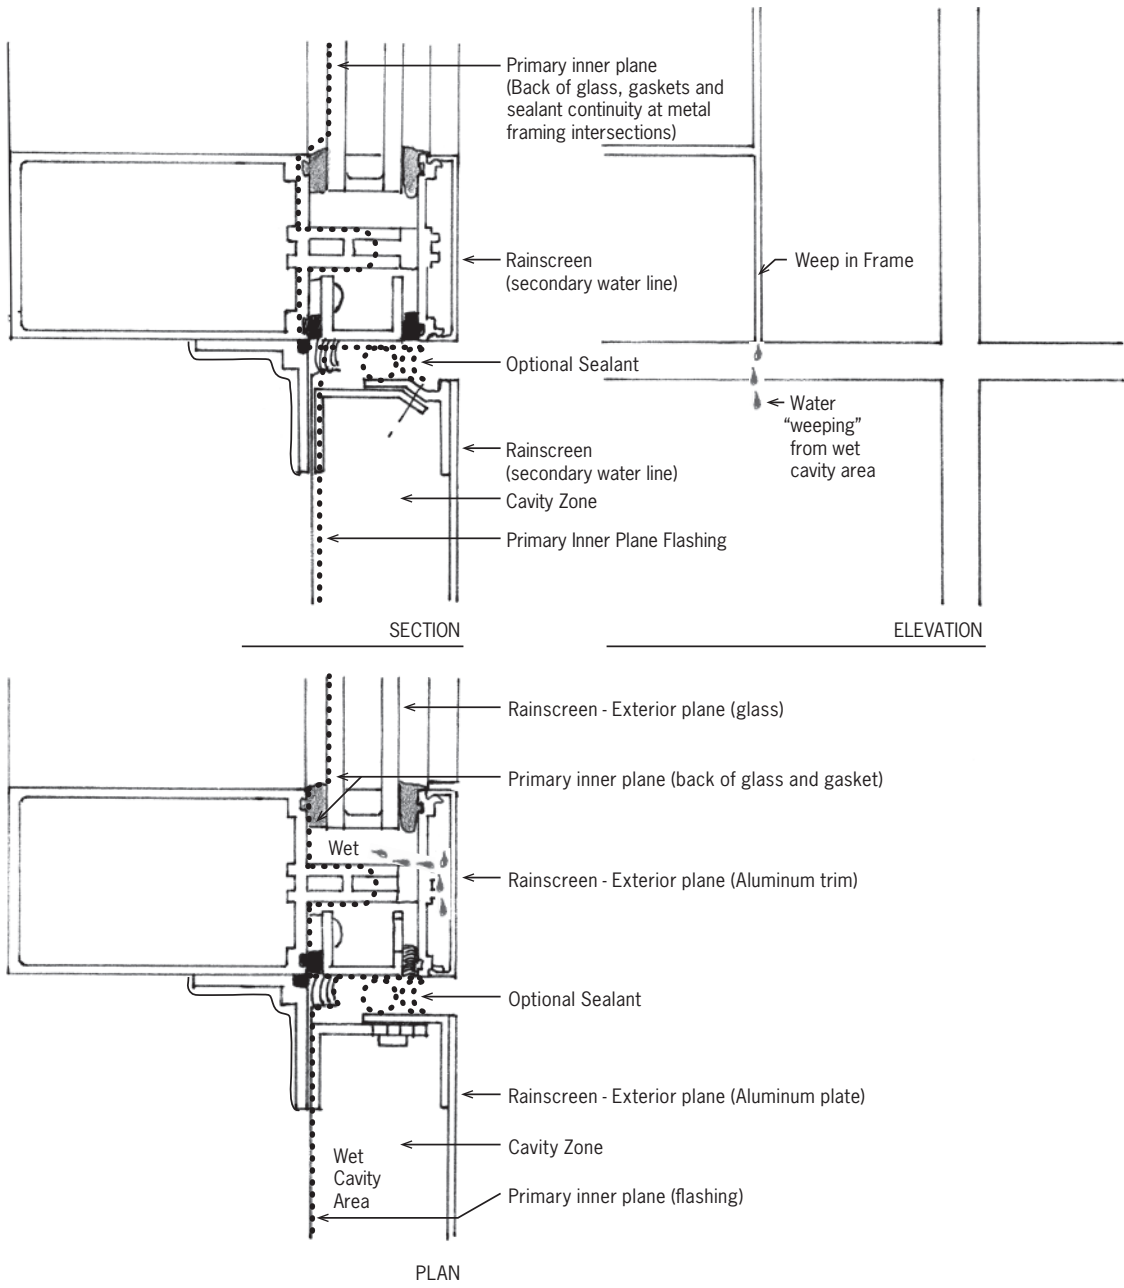 Primary inner plane
(Back of glass, gaskets and
sealant continuity at metal
framing intersections)
Rainscreen
(secondary water line)
Weep in Frame
Optional Sealant
Water
“weeping”
from wet
cavity area
Rainscreen
(secondary water line)
Cavity Zone
Primary Inner Plane Flashing
SECTION
ELEVATION
Rainscreen - Exterior plane (glass)
Primary inner plane (back of glass and gasket)
Wet
Rainscreen - Exterior plane (Aluminum trim)
Optional Sealant
Rainscreen - Exterior plane (Aluminum plate)
Cavity Zone
Wet
Cavity
Area
Primary inner plane (flashing)
PLAN